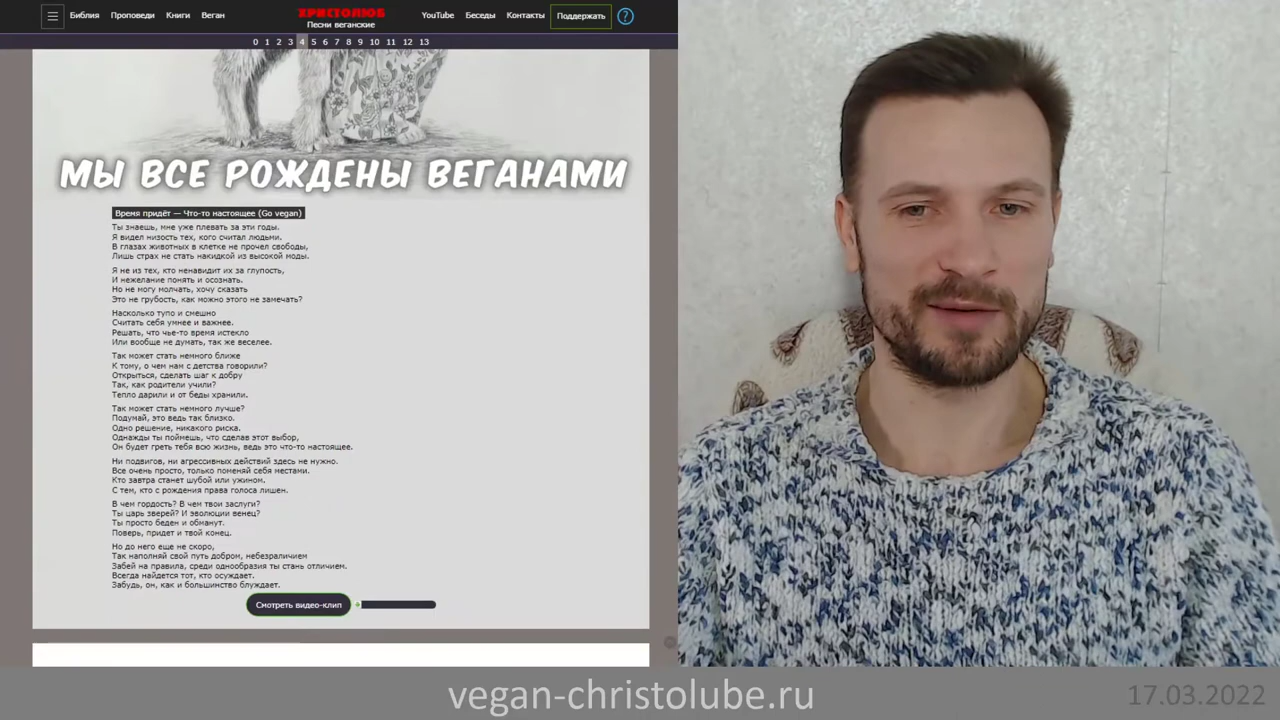 Библия Проповеди Книги Веган
ХРИСТОЛЮБ
Песни веганские
YouTube Беседы Контакты Поддержать ?
0 1 2 3 4 5 6 7 8 9 10 11 12 13
МЫ ВСЕ РОЖДЕНЫ ВЕГАНАМИ
Время придёт — Что-то настоящее (Go vegan)
Ты знаешь, мне уже плевать за эти годы.
Я видел низость тех, кого считал людьми.
В глазах животных в клетке не прочел свободы,
Лишь страх не стать накидкой из высокой моды.
Я не из тех, кто ненавидит их за глупость,
И нежелание понять и осознать.
Но не могу молчать, хочу сказать
Это не грубость, как можно этого не замечать?
Насколько тупо и смешно
Считать себя умнее и важнее.
Решать, что чье-то время истекло
Или вообще не думать, так же веселее.
Так может стать немного ближе
К тому, о чем нам с детства говорили?
Открыться, сделать шаг к добру
Так, как родители учили?
Тепло дарили и от беды хранили.
Так может стать немного лучше?
Подумай, это ведь так близко.
Одно решение, никакого риска.
Однажды ты поймешь, что сделав этот выбор,
Он будет греть тебя всю жизнь, ведь это что-то настоящее.
Ни подвигов, ни агрессивных действий здесь не нужно.
Все очень просто, только поменяй себя местами.
Кто завтра станет шубой или ужином.
С тем, кто с рождения права голоса лишен.
В чем гордость? В чем твои заслуги?
Ты царь зверей? И эволюции венец?
Ты просто беден и обманут.
Поверь, придет и твой конец.
Но до него еще не скоро,
Так наполняй свой путь добром, небезразличием
Забей на правила, среди однообразия ты стань отличием.
Всегда найдется тот, кто осуждает.
Забудь, он, как и большинство блуждает.
Смотреть видео-клип
vegan-christolube.ru
17.03.2022